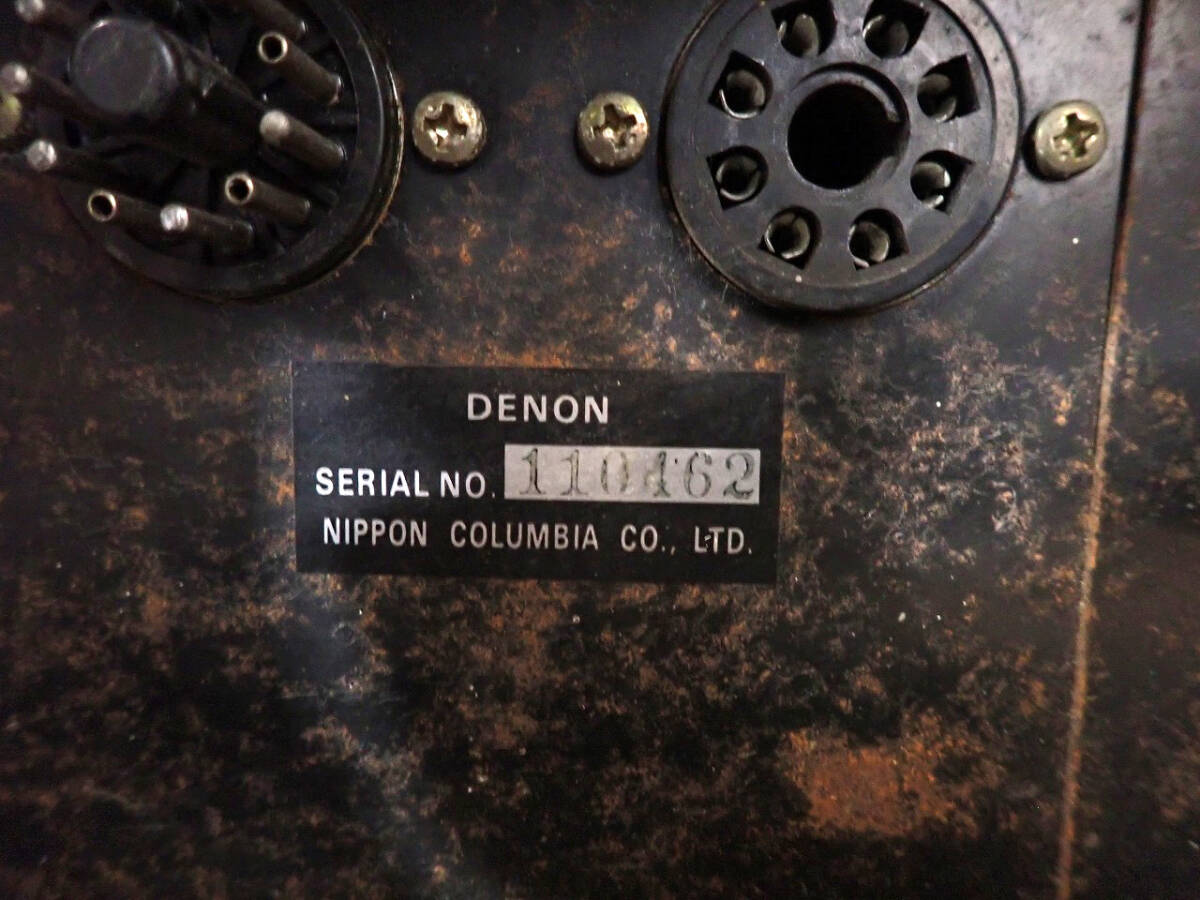 DENON
SERIAL NO. 110462
NIPPON COLUMBIA CO., LTD.